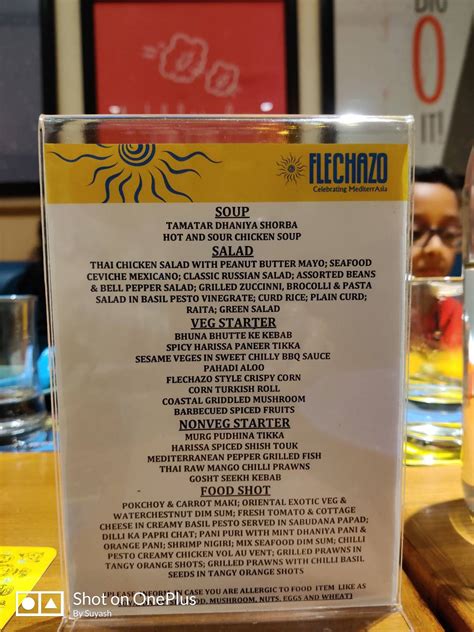 BIG
O
IT!
FLECHAZO
Celebrating MediterrAsia
SOUP
TAMATAR DHANIYA SHORBA
HOT AND SOUR CHICKEN SOUP
SALAD
THAI CHICKEN SALAD WITH PEANUT BUTTER MAYO; SEAFOOD
CEVICHE MEXICANO; CLASSIC RUSSIAN SALAD; ASSORTED BEANS
& BELL PEPPER SALAD; GRILLED ZUCCINNI, BROCOLLI & PASTA
SALAD IN BASIL PESTO VINEGRATE; CURD RICE; PLAIN CURD;
RAITA; GREEN SALAD
VEG STARTER
BHUNA BHUTTE KE KEBAB
SPICY HARISSA PANEER TIKKA
SESAME VEGES IN SWEET CHILLY BBQ SAUCE
PAHADI ALOO
FLECHAZO STYLE CRISPY CORN
CORN TURKISH ROLL
COASTAL GRIDDLED MUSHROOM
BARBECUED SPICED FRUITS
NONVEG STARTER
MURG PUDHINA TIKKA
HARISSA SPICED SHISH TOUK
MEDITERRANEAN PEPPER GRILLED FISH
THAI RAW MANGO CHILLI PRAWNS
GOSHT SEEKH KEBAB
FOOD SHOT
POKCHOY & CARROT MAKI; ORIENTAL EXOTIC VEG &
WATERCHESTNUT DIM SUM; FRESH TOMATO & COTTAGE
CHEESE IN CREAMY BASIL PESTO SERVED IN SABUDANA PAPAD;
DILLI KA PAPRI CHAT; PANI PURI WITH MINT DHANIYA PANI &
ORANGE PANI; SHRIMP NIGIRI; MIX SEAFOOD DIM SUM; CHILLI
PESTO CREAMY CHICKEN VOL AU VENT; GRILLED PRAWNS IN
TANGY ORANGE SHOTS; GRILLED PRAWNS WITH CHILLI BASIL
SEEDS IN TANGY ORANGE SHOTS
CASE YOU ARE ALLERGIC TO FOOD ITEM LIKE AS
MUSHROOM, NUTS, EGGS AND WHEAT)
Shot on OnePlus
By Suyash